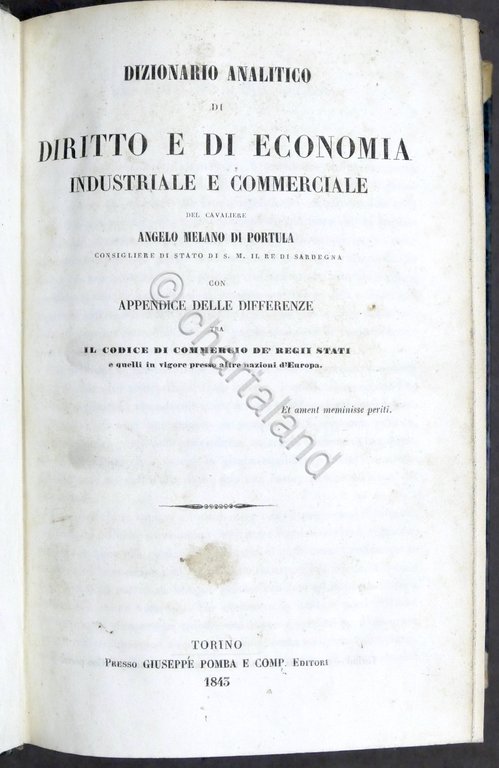 DIZIONARIO ANALITICO
DI
DIRITTO E DI ECONOMIA
INDUSTRIALE E COMMERCIALE
DEL CAVALIERE
ANGELO MELANO DI PORTULA
CONSIGLIERE DI STATO DI S. M. IL RE DI SARDEGNA
CON
APPENDICE DELLE DIFFERENZE
TRA
IL CODICE DI COMMERCIO DE' REGII STATI
e quelli in vigore presso altre nazioni d'Europa.
Et ament meminisse periti.
© chartaland
TORINO
PRESSO GIUSEPPE POMBA E COMP. EDITORI
1843